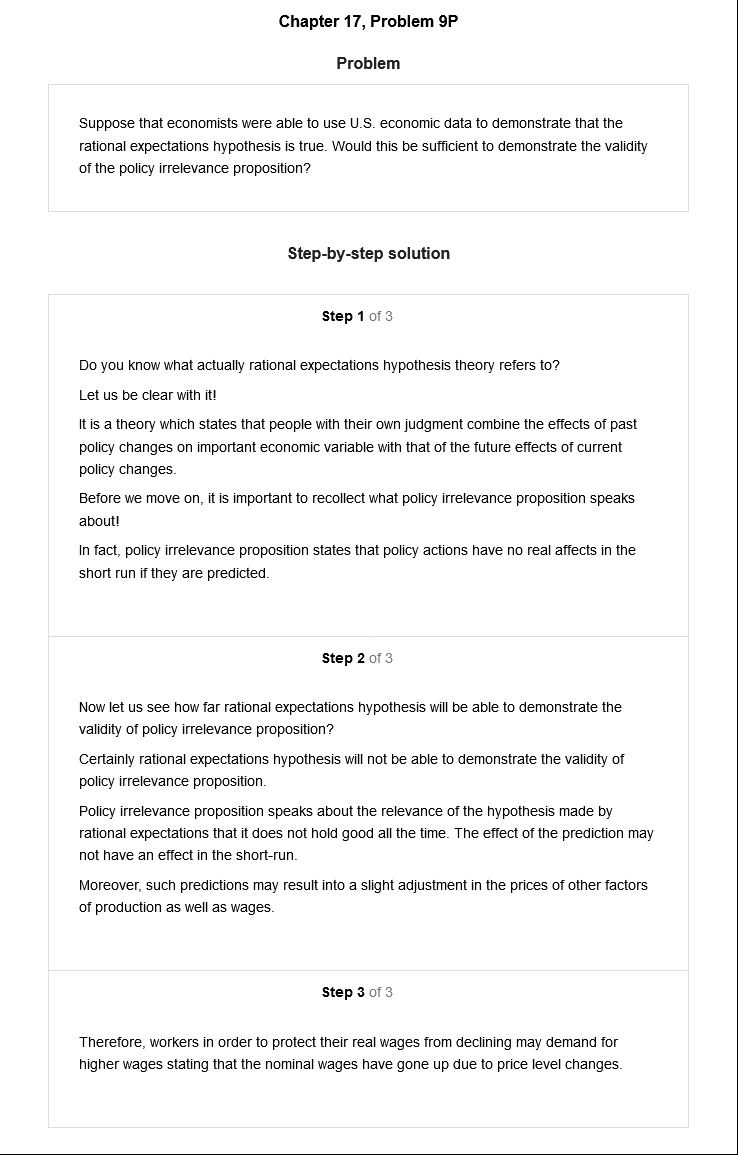 Chapter 17, Problem 9P
Problem
Suppose that economists were able to use U.S. economic data to demonstrate that the
rational expectations hypothesis is true. Would this be sufficient to demonstrate the validity
of the policy irrelevance proposition?
Step-by-step solution
Step 1 of 3
Do you know what actually rational expectations hypothesis theory refers to?
Let us be clear with it!
It is a theory which states that people with their own judgment combine the effects of past
policy changes on important economic variable with that of the future effects of current
policy changes.
Before we move on, it is important to recollect what policy irrelevance proposition speaks
about!
In fact, policy irrelevance proposition states that policy actions have no real affects in the
short run if they are predicted.
Step 2 of 3
Now let us see how far rational expectations hypothesis will be able to demonstrate the
validity of policy irrelevance proposition?
Certainly rational expectations hypothesis will not be able to demonstrate the validity of
policy irrelevance proposition.
Policy irrelevance proposition speaks about the relevance of the hypothesis made by
rational expectations that it does not hold good all the time. The effect of the prediction may
not have an effect in the short-run.
Moreover, such predictions may result into a slight adjustment in the prices of other factors
of production as well as wages.
Step 3 of 3
Therefore, workers in order to protect their real wages from declining may demand for
higher wages stating that the nominal wages have gone up due to price level changes.